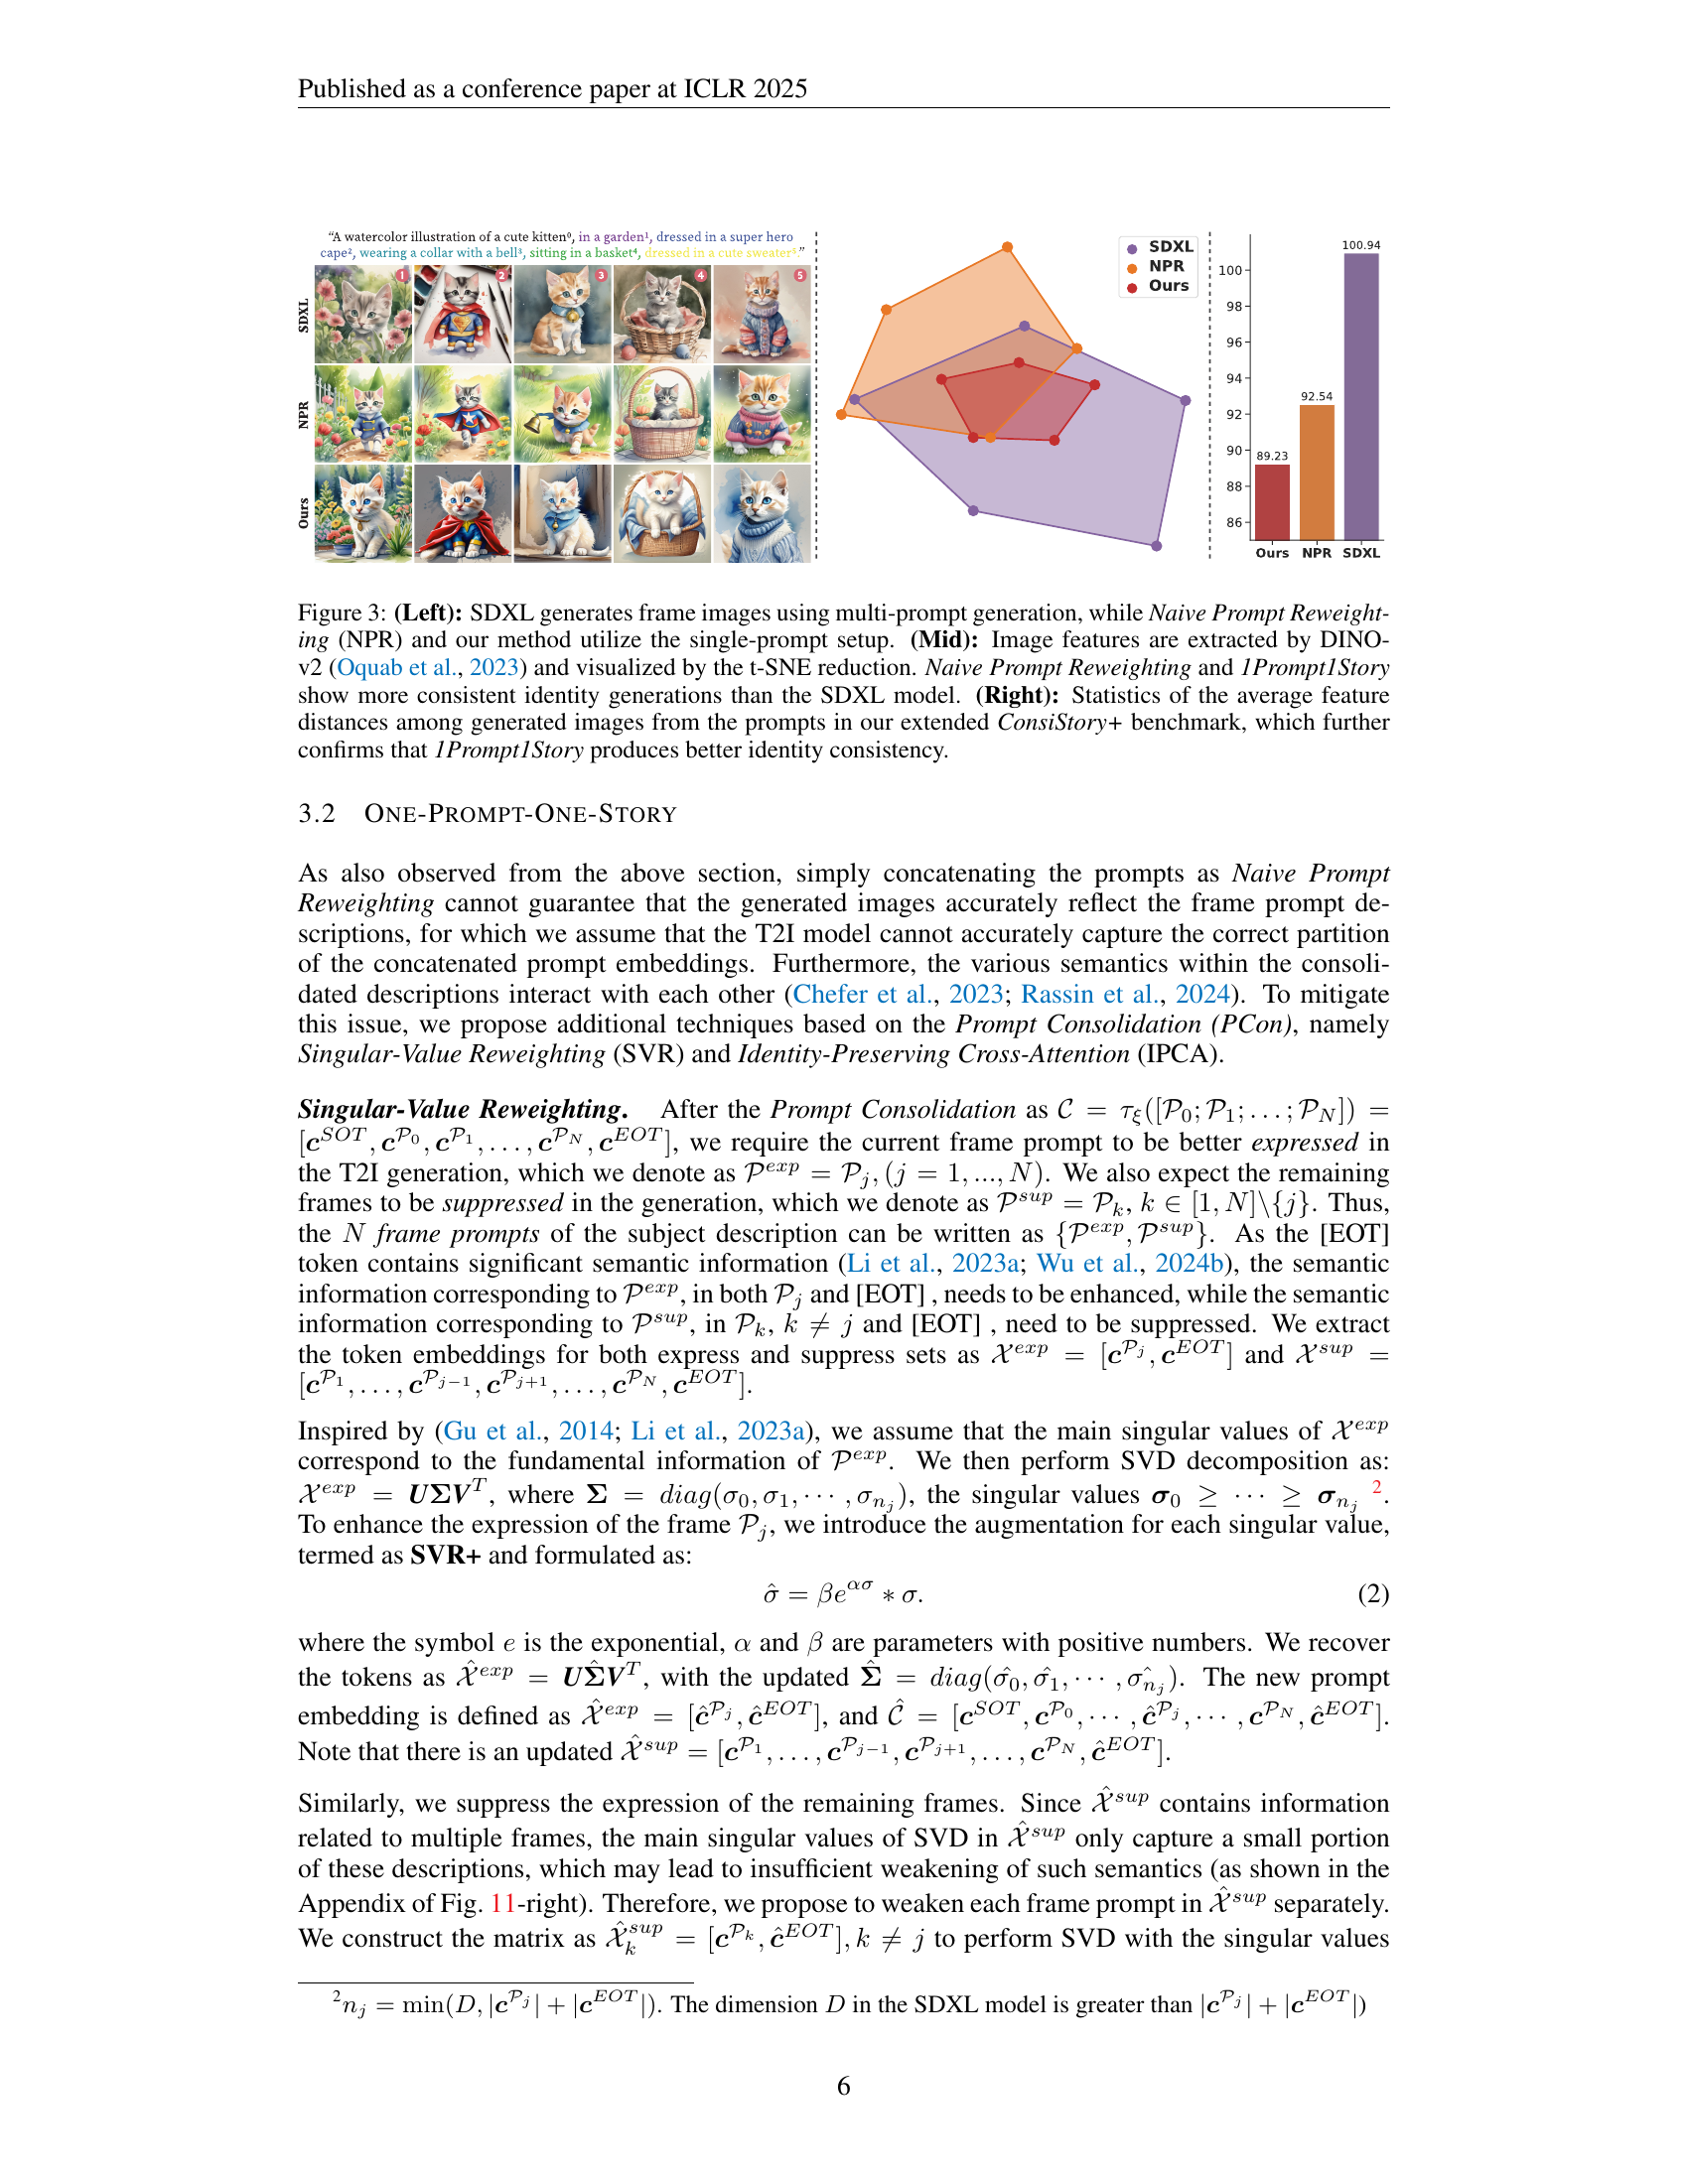 Published as a conference paper at ICLR 2025
“A watercolor illustration of a cute kitten⁰, in a garden¹, dressed in a super hero
cape², wearing a collar with a bell³, sitting in a basket⁴, dressed in a cute sweater⁵.”
SDXL
NPR
Ours
1
2
3
4
5
SDXL
NPR
Ours
100
98
96
94
92
90
88
86
89.23
92.54
100.94
Ours NPR SDXL
Figure 3: (Left): SDXL generates frame images using multi-prompt generation, while Naive Prompt Reweight-
ing (NPR) and our method utilize the single-prompt setup. (Mid): Image features are extracted by DINO-
v2 (Oquab et al., 2023) and visualized by the t-SNE reduction. Naive Prompt Reweighting and 1Prompt1Story
show more consistent identity generations than the SDXL model. (Right): Statistics of the average feature
distances among generated images from the prompts in our extended ConsiStory+ benchmark, which further
confirms that 1Prompt1Story produces better identity consistency.
3.2 ONE-PROMPT-ONE-STORY
As also observed from the above section, simply concatenating the prompts as Naive Prompt
Reweighting cannot guarantee that the generated images accurately reflect the frame prompt de-
scriptions, for which we assume that the T2I model cannot accurately capture the correct partition
of the concatenated prompt embeddings. Furthermore, the various semantics within the consoli-
dated descriptions interact with each other (Chefer et al., 2023; Rassin et al., 2024). To mitigate
this issue, we propose additional techniques based on the Prompt Consolidation (PCon), namely
Singular-Value Reweighting (SVR) and Identity-Preserving Cross-Attention (IPCA).
Singular-Value Reweighting. After the Prompt Consolidation as $\mathcal{C} = \tau_\xi([\mathcal{P}_0; \mathcal{P}_1; \ldots; \mathcal{P}_N]) =$
$[\boldsymbol{c}^{SOT}, \boldsymbol{c}^{\mathcal{P}_0}, \boldsymbol{c}^{\mathcal{P}_1}, \ldots, \boldsymbol{c}^{\mathcal{P}_N}, \boldsymbol{c}^{EOT}]$, we require the current frame prompt to be better expressed in
the T2I generation, which we denote as $\mathcal{P}^{exp} = \mathcal{P}_j, (j = 1, ..., N)$. We also expect the remaining
frames to be suppressed in the generation, which we denote as $\mathcal{P}^{sup} = \mathcal{P}_k, k \in [1, N] \backslash \{j\}$. Thus,
the $N$ frame prompts of the subject description can be written as $\{\mathcal{P}^{exp}, \mathcal{P}^{sup}\}$. As the [EOT]
token contains significant semantic information (Li et al., 2023a; Wu et al., 2024b), the semantic
information corresponding to $\mathcal{P}^{exp}$, in both $\mathcal{P}_j$ and [EOT] , needs to be enhanced, while the semantic
information corresponding to $\mathcal{P}^{sup}$, in $\mathcal{P}_k, k \neq j$ and [EOT] , need to be suppressed. We extract
the token embeddings for both express and suppress sets as $\mathcal{X}^{exp} = [\boldsymbol{c}^{\mathcal{P}_j}, \boldsymbol{c}^{EOT}]$ and $\mathcal{X}^{sup} =$
$[\boldsymbol{c}^{\mathcal{P}_1}, \ldots, \boldsymbol{c}^{\mathcal{P}_{j-1}}, \boldsymbol{c}^{\mathcal{P}_{j+1}}, \ldots, \boldsymbol{c}^{\mathcal{P}_N}, \boldsymbol{c}^{EOT}]$.
Inspired by (Gu et al., 2014; Li et al., 2023a), we assume that the main singular values of $\mathcal{X}^{exp}$
correspond to the fundamental information of $\mathcal{P}^{exp}$. We then perform SVD decomposition as:
$\mathcal{X}^{exp} = \boldsymbol{U\Sigma V}^T$, where $\boldsymbol{\Sigma} = diag(\sigma_0, \sigma_1, \cdots, \sigma_{n_j})$, the singular values $\boldsymbol{\sigma}_0 \geq \cdots \geq \boldsymbol{\sigma}_{n_j}$ ².
To enhance the expression of the frame $\mathcal{P}_j$, we introduce the augmentation for each singular value,
termed as SVR+ and formulated as:
$\hat{\sigma} = \beta e^{\alpha\sigma} * \sigma.$ (2)
where the symbol $e$ is the exponential, $\alpha$ and $\beta$ are parameters with positive numbers. We recover
the tokens as $\hat{\mathcal{X}}^{exp} = \boldsymbol{U\hat{\Sigma}V}^T$, with the updated $\hat{\boldsymbol{\Sigma}} = diag(\hat{\sigma_0}, \hat{\sigma_1}, \cdots, \hat{\sigma_{n_j}})$. The new prompt
embedding is defined as $\hat{\mathcal{X}}^{exp} = [\hat{\boldsymbol{c}}^{\mathcal{P}_j}, \hat{\boldsymbol{c}}^{EOT}]$, and $\hat{\mathcal{C}} = [\boldsymbol{c}^{SOT}, \boldsymbol{c}^{\mathcal{P}_0}, \cdots, \hat{\boldsymbol{c}}^{\mathcal{P}_j}, \cdots, \boldsymbol{c}^{\mathcal{P}_N}, \hat{\boldsymbol{c}}^{EOT}]$.
Note that there is an updated $\hat{\mathcal{X}}^{sup} = [\boldsymbol{c}^{\mathcal{P}_1}, \ldots, \boldsymbol{c}^{\mathcal{P}_{j-1}}, \boldsymbol{c}^{\mathcal{P}_{j+1}}, \ldots, \boldsymbol{c}^{\mathcal{P}_N}, \hat{\boldsymbol{c}}^{EOT}]$.
Similarly, we suppress the expression of the remaining frames. Since $\hat{\mathcal{X}}^{sup}$ contains information
related to multiple frames, the main singular values of SVD in $\hat{\mathcal{X}}^{sup}$ only capture a small portion
of these descriptions, which may lead to insufficient weakening of such semantics (as shown in the
Appendix of Fig. 11-right). Therefore, we propose to weaken each frame prompt in $\hat{\mathcal{X}}^{sup}$ separately.
We construct the matrix as $\hat{\mathcal{X}}_k^{sup} = [\boldsymbol{c}^{\mathcal{P}_k}, \hat{\boldsymbol{c}}^{EOT}], k \neq j$ to perform SVD with the singular values
²$n_j = \min(D, |\boldsymbol{c}^{\mathcal{P}_j}| + |\boldsymbol{c}^{EOT}|)$. The dimension $D$ in the SDXL model is greater than $|\boldsymbol{c}^{\mathcal{P}_j}| + |\boldsymbol{c}^{EOT}|)$
6